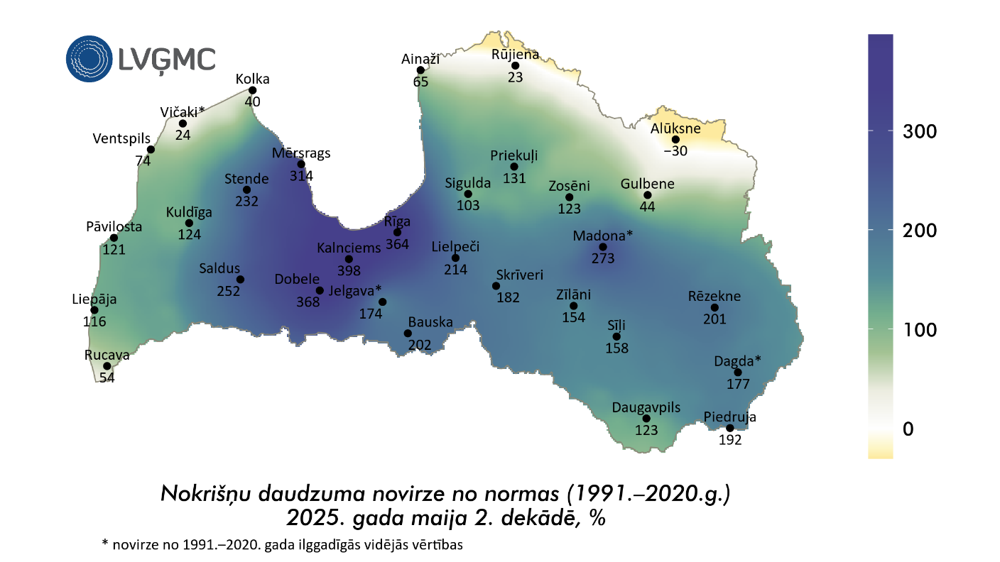 LVĢMC
Ainaži
65
Rūjiena
23
Kolka
40
Vičaki*
24
Ventspils
74
Alūksne
−30
Mērsrags
314
Priekuļi
131
Stende
232
Sigulda
103
Zosēni
123
Gulbene
44
Kuldīga
124
Pāvilosta
121
Rīga
364
Madona*
273
Kalnciems
398
Lielpeči
214
Saldus
252
Dobele
368
Jelgava*
174
Skrīveri
182
Zīlāni
154
Rēzekne
201
Liepāja
116
Bauska
202
Sīļi
158
Rucava
54
Dagda*
177
Daugavpils
123
Piedruja
192
300
200
100
0
Nokrišņu daudzuma novirze no normas (1991.–2020.g.)
2025. gada maija 2. dekādē, %
* novirze no 1991.–2020. gada ilggadīgās vidējās vērtības